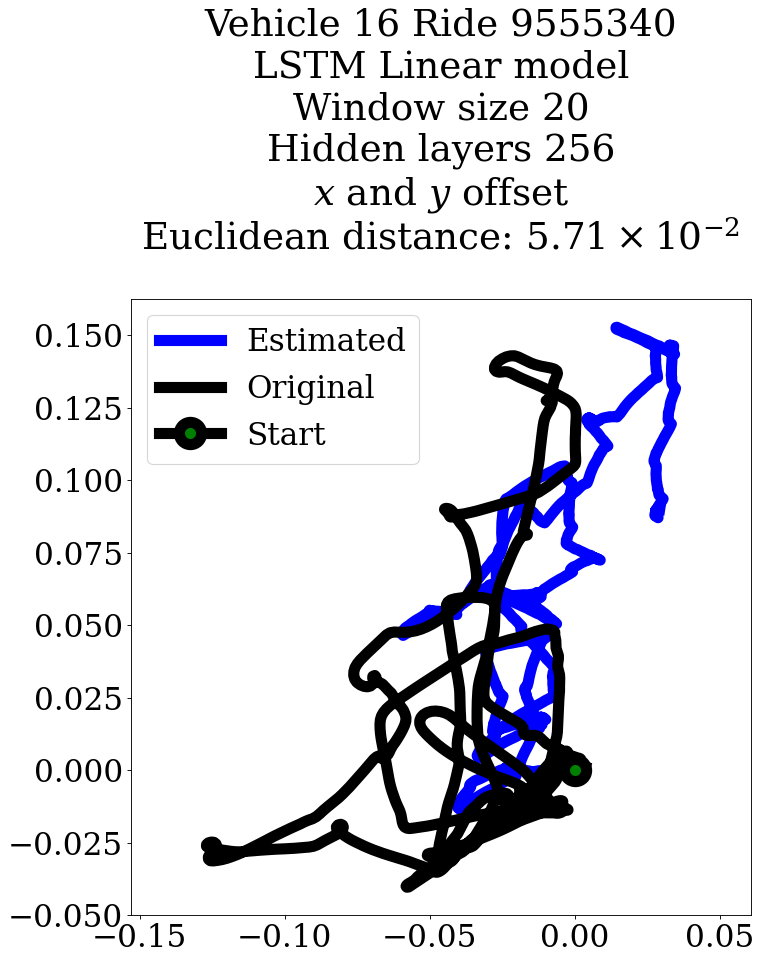 Vehicle 16 Ride 9555340
LSTM Linear model
Window size 20
Hidden layers 256
x and y offset
Euclidean distance: 5.71 × 10⁻²
Estimated
Original
Start
0.150
0.125
0.100
0.075
0.050
0.025
0.000
−0.025
−0.050
−0.15 −0.10 −0.05 0.00 0.05